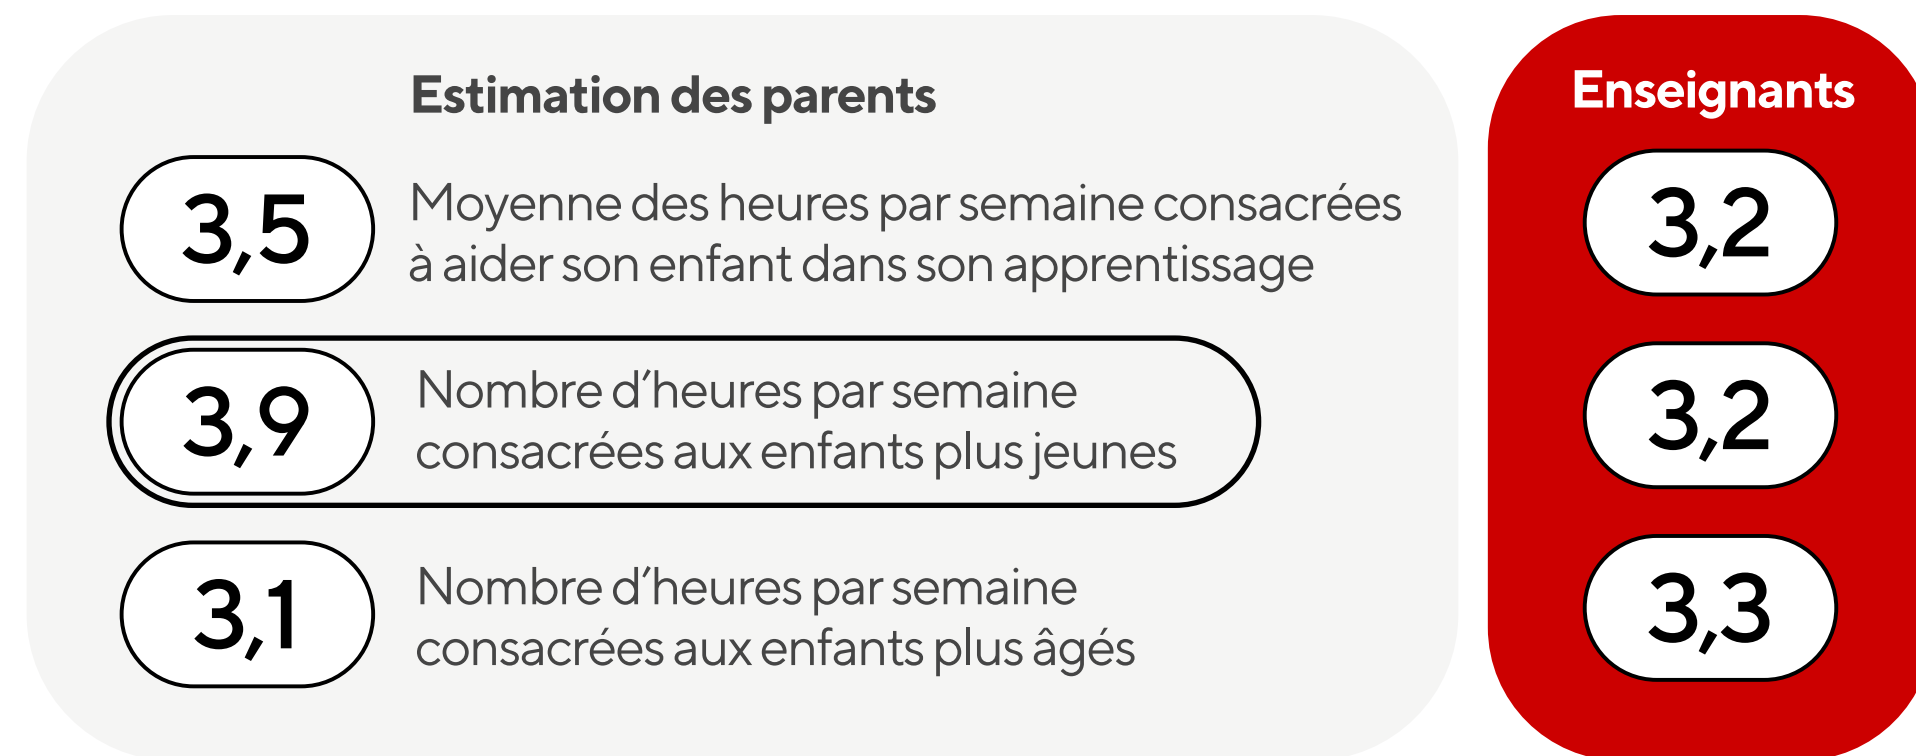 Estimation des parents
3,5
Moyenne des heures par semaine consacrées
à aider son enfant dans son apprentissage
3,9
Nombre d’heures par semaine
consacrées aux enfants plus jeunes
3,1
Nombre d’heures par semaine
consacrées aux enfants plus âgés
Enseignants
3,2
3,2
3,3